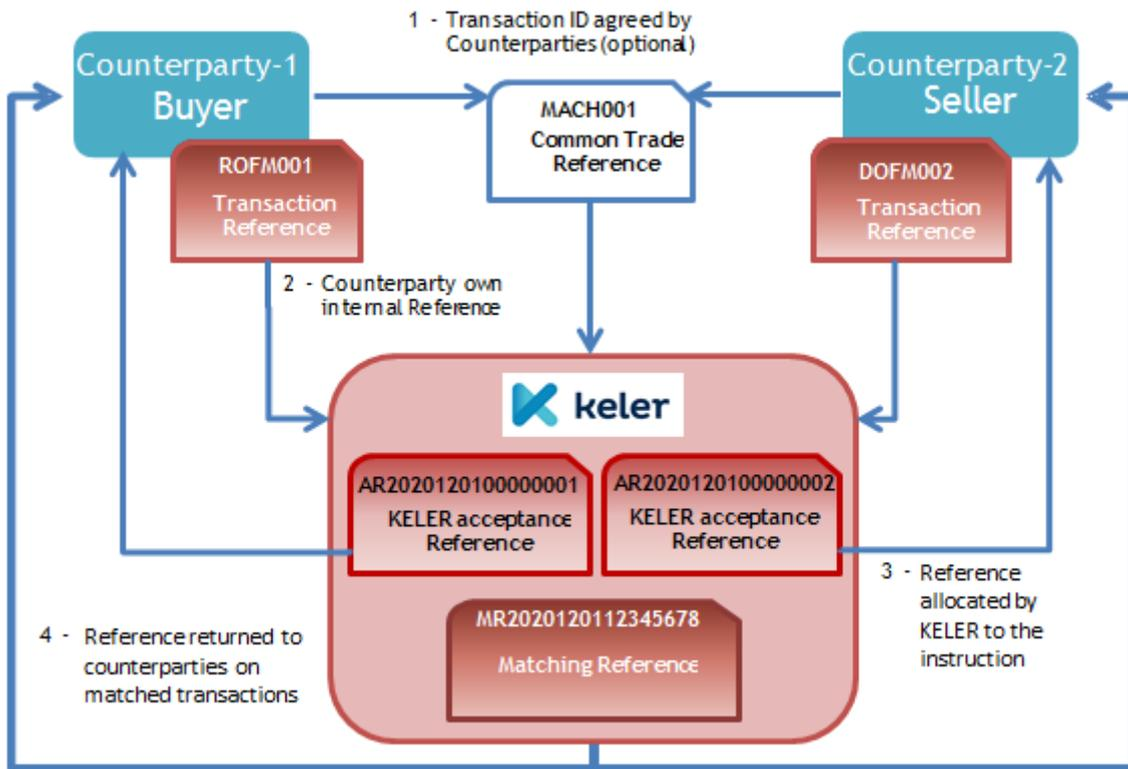 1 - Transaction ID agreed by
Counterparties (optional)
Counterparty-1
Buyer
Counterparty-2
Seller
MACH001
Common Trade
Reference
ROFM001
Transaction
Reference
DOFM002
Transaction
Reference
2 - Counterparty own
internal Reference
keler
AR2020120100000001
KELER acceptance
Reference
AR2020120100000002
KELER acceptance
Reference
3 - Reference
allocated by
KELER to the
instruction
4 - Reference returned to
counterparties on
matched transactions
MR2020120112345678
Matching Reference